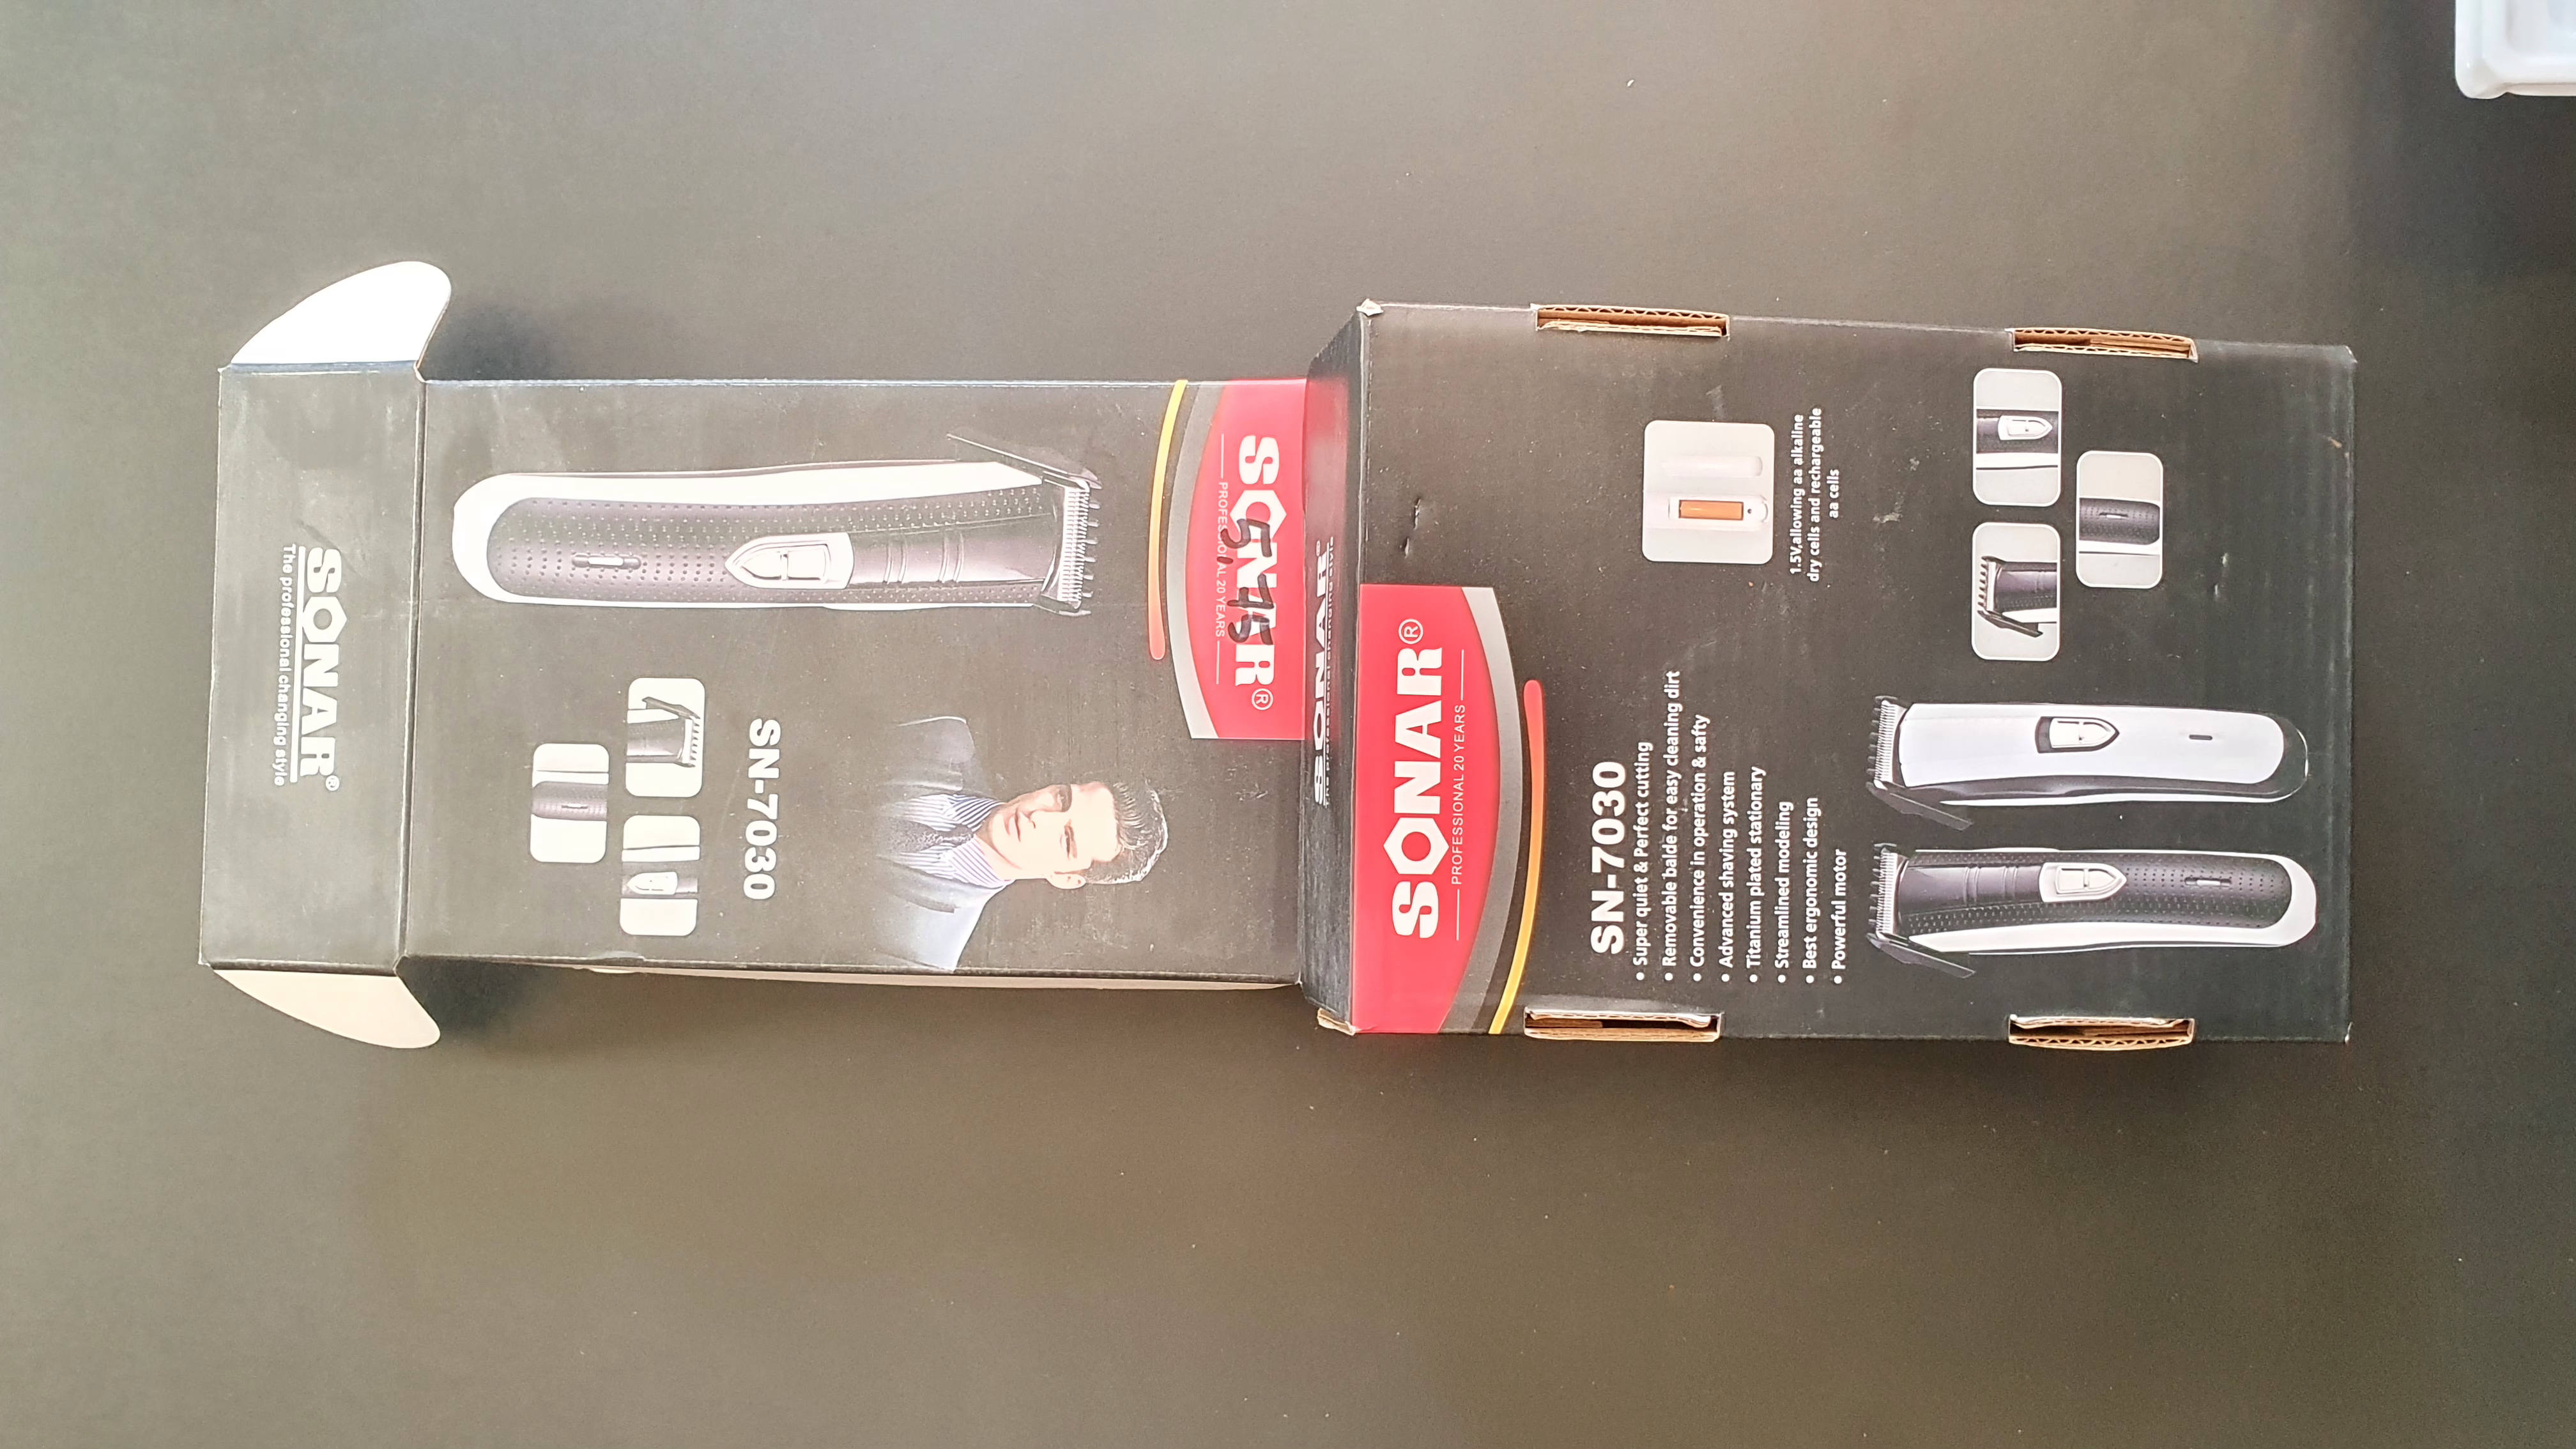 SONAR®
The professional changing style
SN-7030
SONAR®
PROFESSIONAL 20 YEARS
5,75
SONAR®
SONAR®
PROFESSIONAL 20 YEARS
SN-7030
• Super quiet & Perfect cutting
• Removable balde for easy cleaning dirt
• Convenience in operation & safty
• Advanced shaving system
• Titanium plated stationary
• Streamlined modeling
• Best ergonomic design
• Powerful motor
1.5V,allowing aa alkaline
dry cells and rechargeable
aa cells